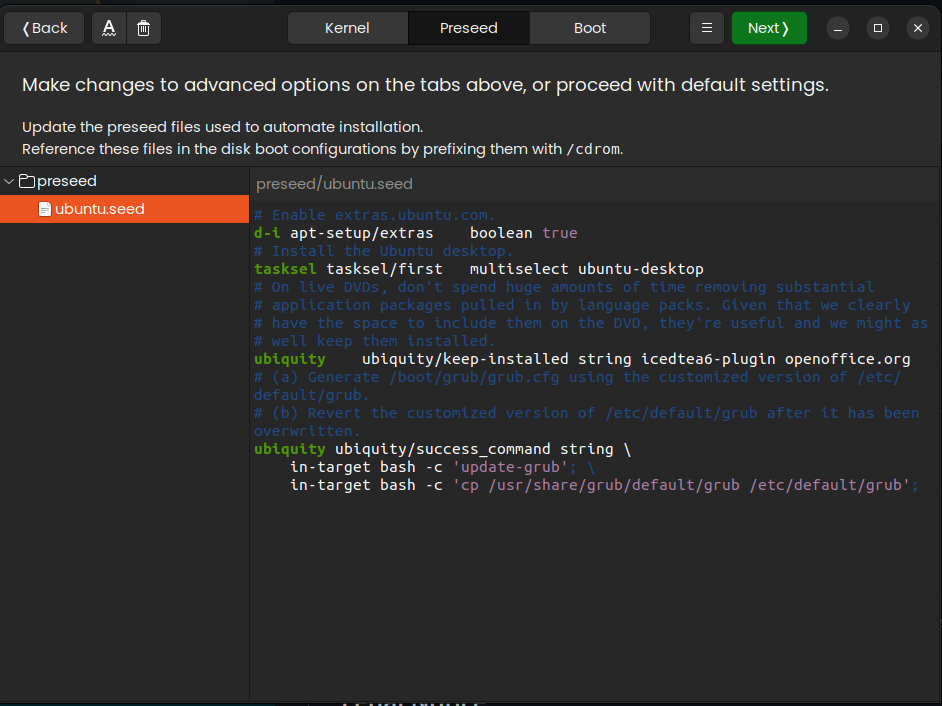 ❬Back
A
Kernel
Preseed
Boot
Next❭
Make changes to advanced options on the tabs above, or proceed with default settings.
Update the preseed files used to automate installation.
Reference these files in the disk boot configurations by prefixing them with /cdrom.
preseed
ubuntu.seed
preseed/ubuntu.seed
# Enable extras.ubuntu.com.
d-i apt-setup/extras    boolean true
# Install the Ubuntu desktop.
tasksel tasksel/first   multiselect ubuntu-desktop
# On live DVDs, don't spend huge amounts of time removing substantial
# application packages pulled in by language packs. Given that we clearly
# have the space to include them on the DVD, they're useful and we might as
# well keep them installed.
ubiquity    ubiquity/keep-installed string icedtea6-plugin openoffice.org
# (a) Generate /boot/grub/grub.cfg using the customized version of /etc/
default/grub.
# (b) Revert the customized version of /etc/default/grub after it has been
overwritten.
ubiquity ubiquity/success_command string \
    in-target bash -c 'update-grub'; \
    in-target bash -c 'cp /usr/share/grub/default/grub /etc/default/grub';